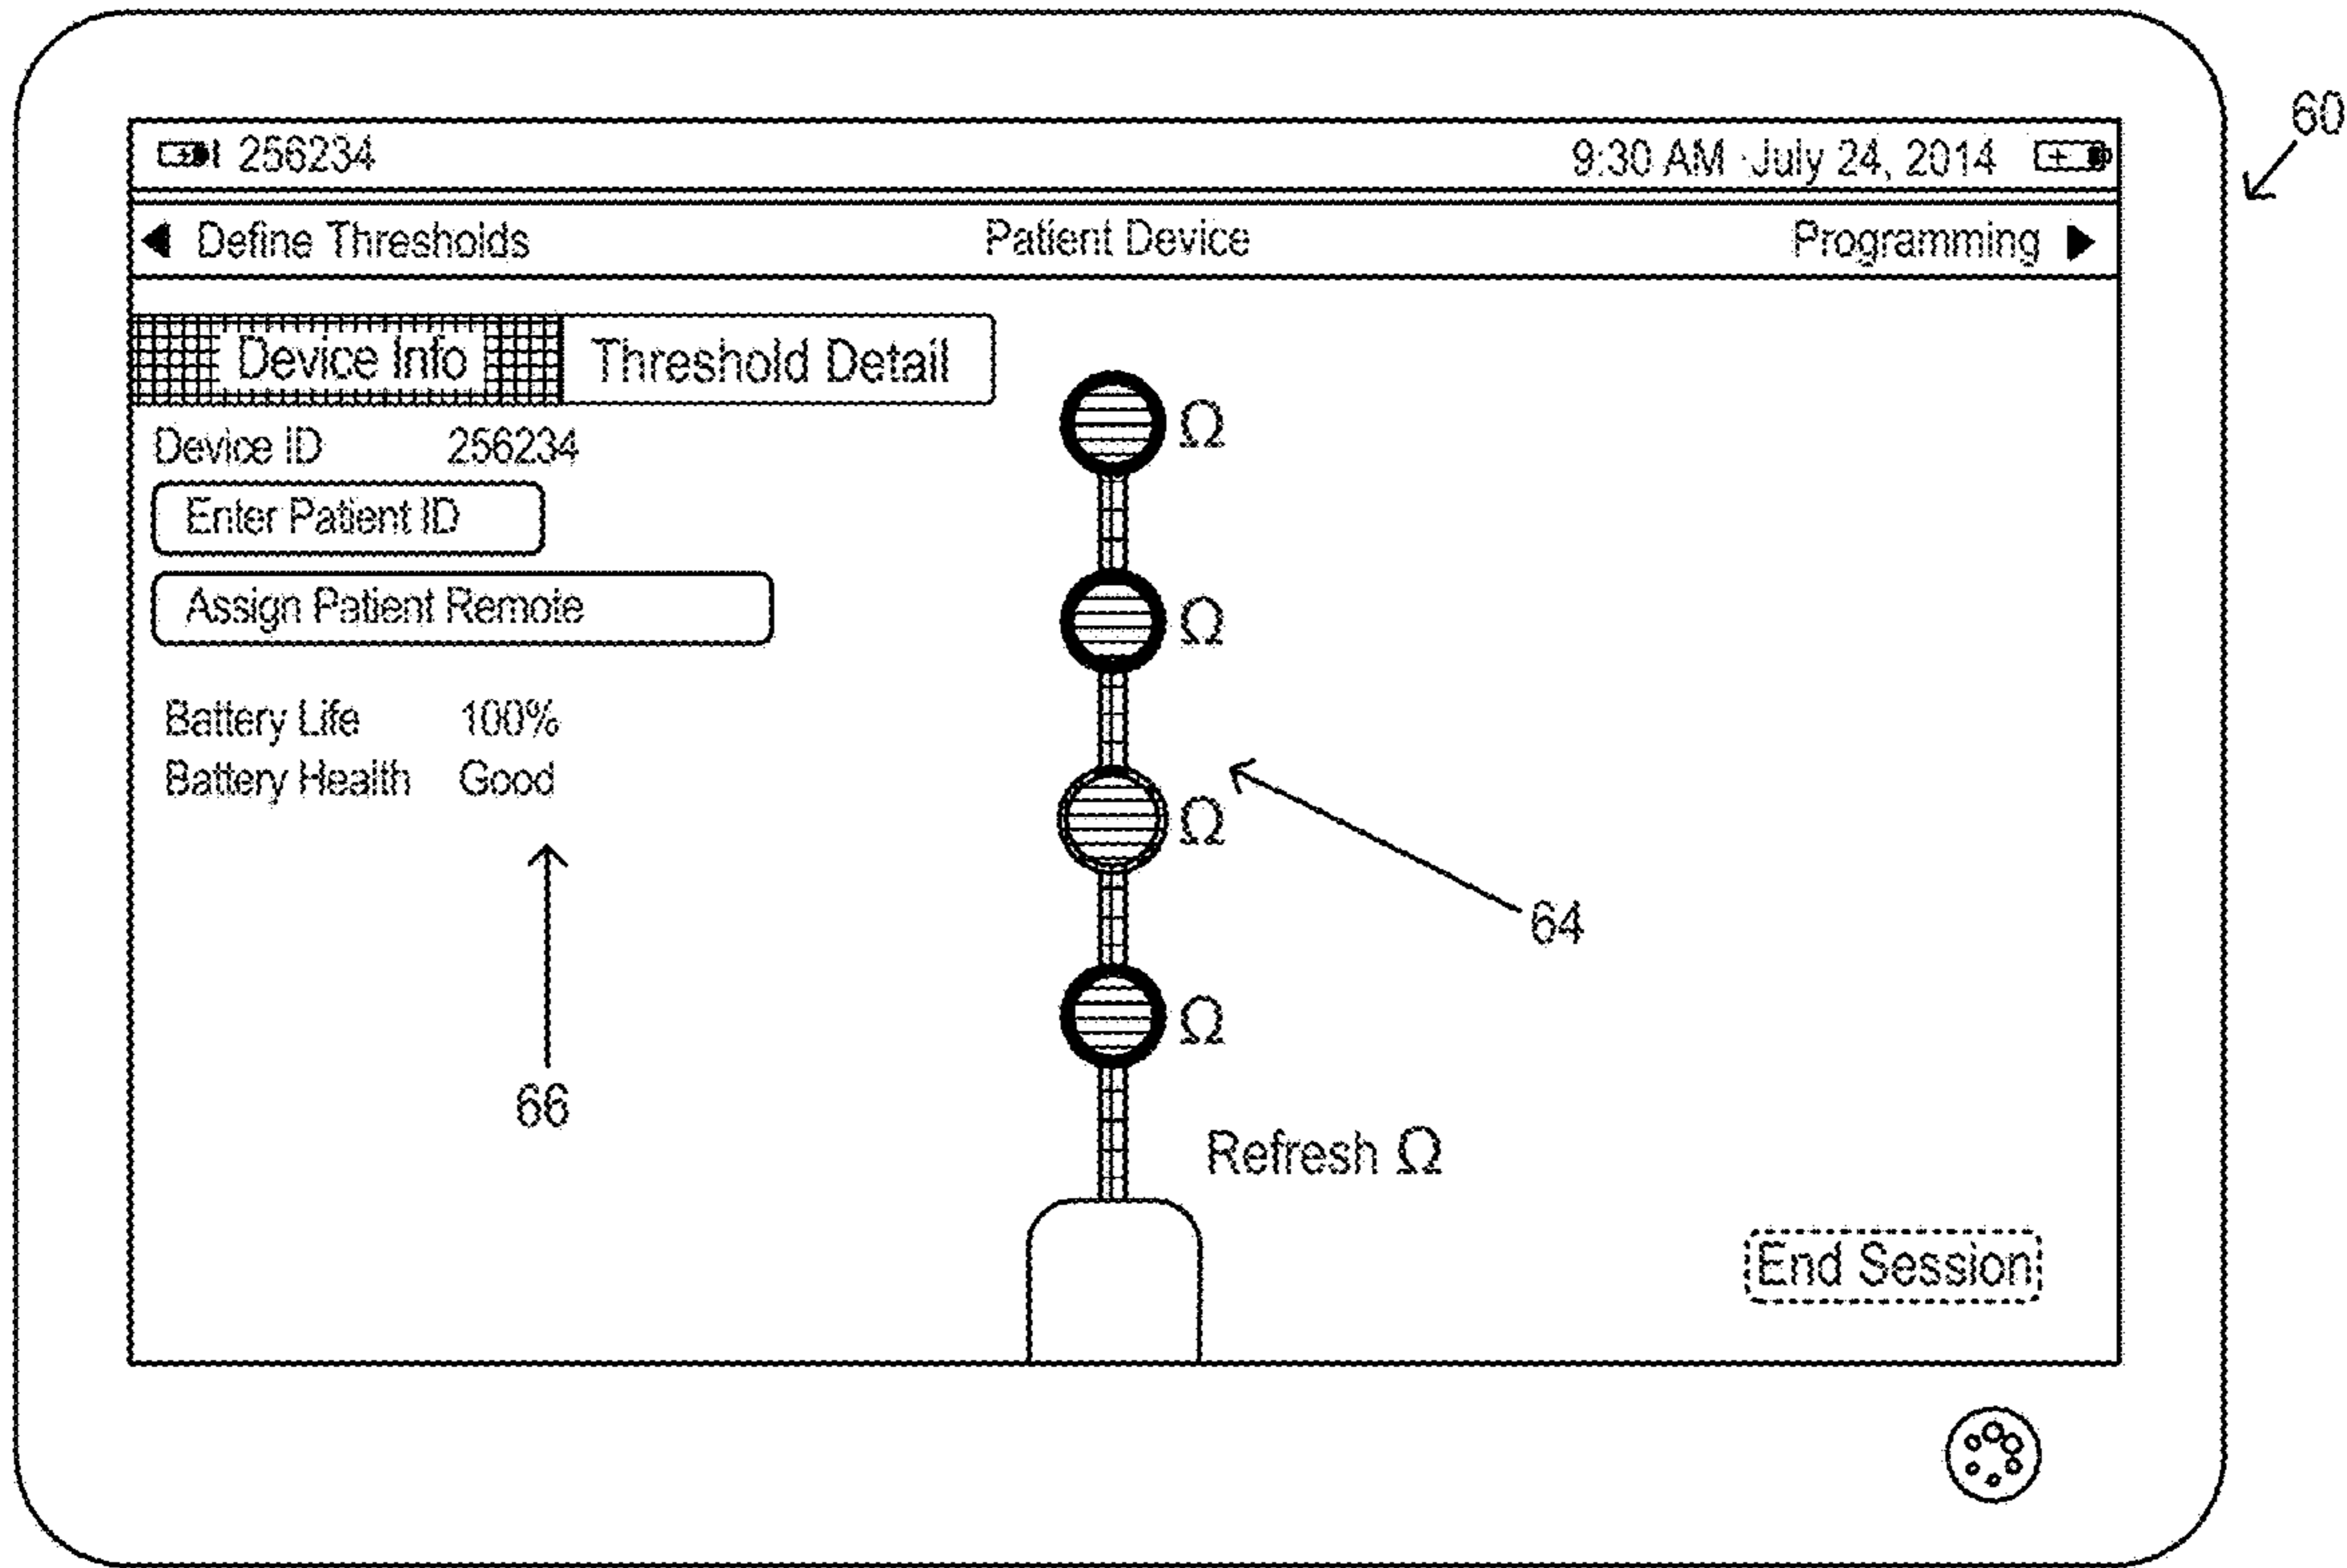 256234 9:30 AM July 24, 2014
60
Define Thresholds Patient Device Programming
Device Info Threshold Detail
Ω
Device ID 256234
Enter Patient ID
Assign Patient Remote
Ω
Battery Life 100%
Battery Health Good
Ω
64
Ω
66
Refresh Ω
End Session